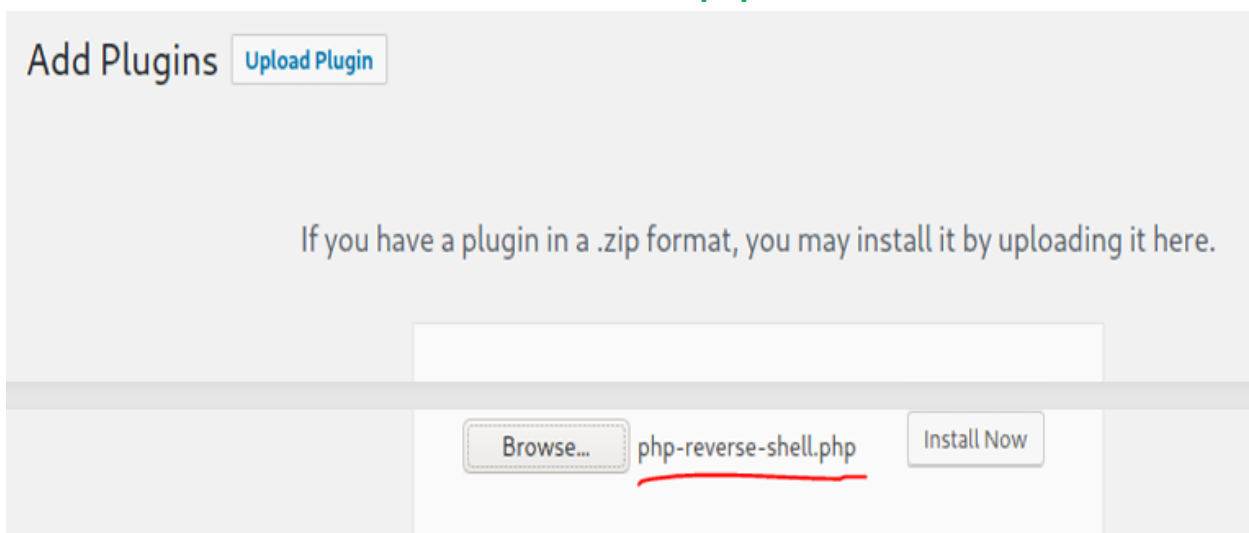 Add Plugins Upload Plugin
If you have a plugin in a .zip format, you may install it by uploading it here.
Browse... php-reverse-shell.php Install Now